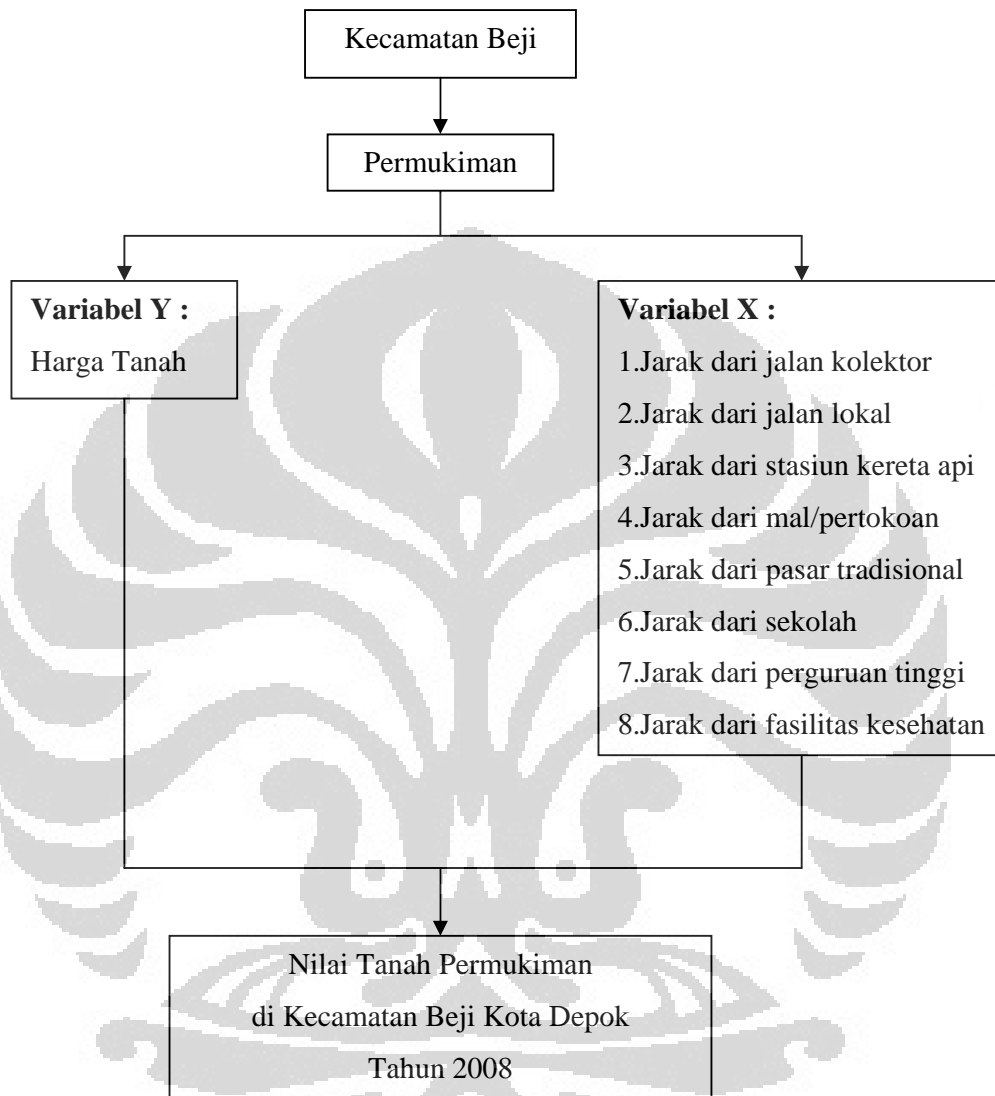 Kecamatan Beji
Permukiman
Variabel Y :
Harga Tanah
Variabel X :
1.Jarak dari jalan kolektor
2.Jarak dari jalan lokal
3.Jarak dari stasiun kereta api
4.Jarak dari mal/pertokoan
5.Jarak dari pasar tradisional
6.Jarak dari sekolah
7.Jarak dari perguruan tinggi
8.Jarak dari fasilitas kesehatan
Nilai Tanah Permukiman
di Kecamatan Beji Kota Depok
Tahun 2008